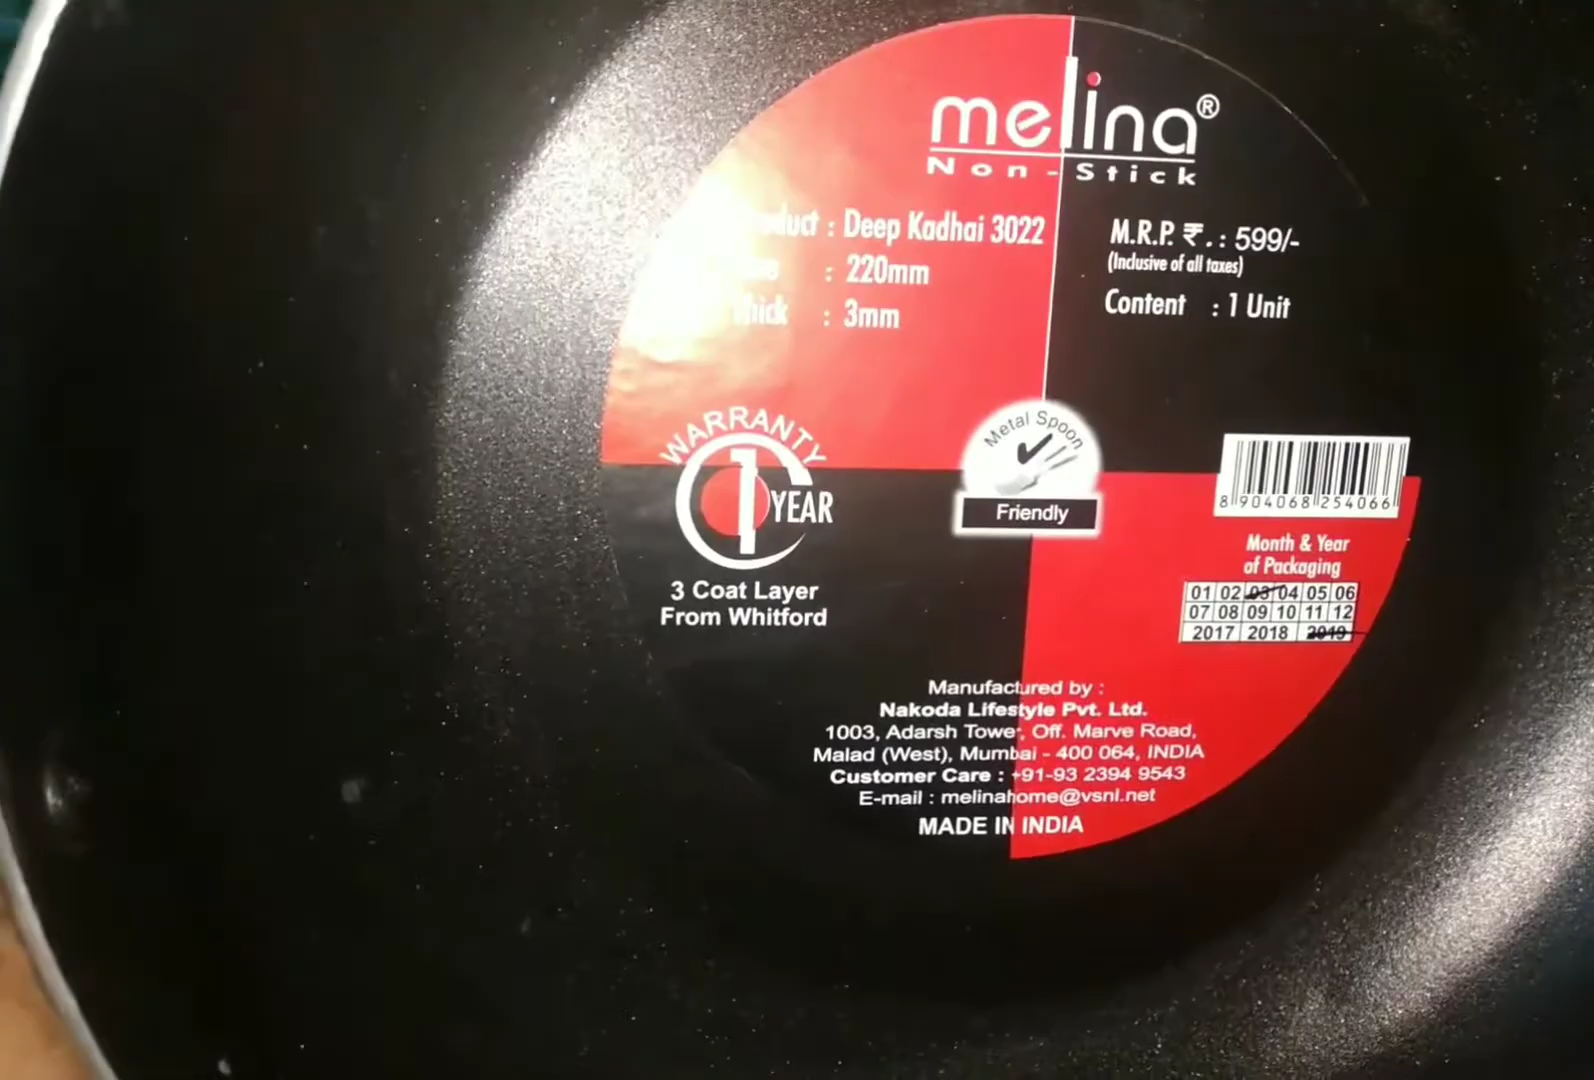 melina®
Non-Stick
: Deep Kadhai 3022
: 220mm
: 3mm
M.R.P. ₹. : 599/-
(Inclusive of all taxes)
Content : 1 Unit
WARRANTY
1 YEAR
3 Coat Layer
From Whitford
Metal Spoon
Friendly
8 904068 254066
Month & Year
of Packaging
01 02 03 04 05 06
07 08 09 10 11 12
2017 2018 2019
Manufactured by :
Nakoda Lifestyle Pvt. Ltd.
1003, Adarsh Tower, Off. Marve Road,
Malad (West), Mumbai - 400 064, INDIA
Customer Care : +91-93 2394 9543
E-mail : melinahome@vsnl.net
MADE IN INDIA